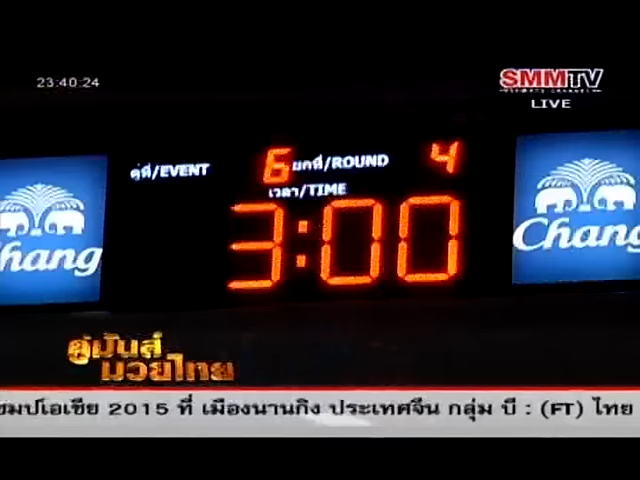 23:40:24
SMMTV
LIVE
คู่ที่/EVENT 6 ยกที่/ROUND 4
เวลา/TIME
3:00
Chang
Chang
คู่มันส์
มวยไทย
ชมป์เอเชีย 2015 ที่ เมืองนานกิง ประเทศจีน กลุ่ม บี : (FT) ไทย